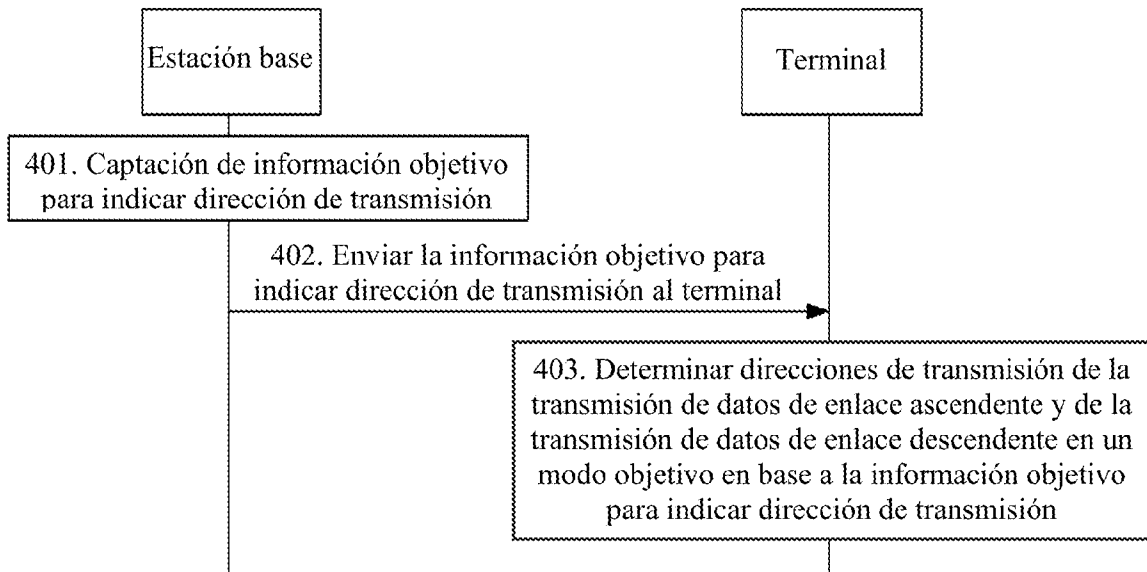 Estación base
Terminal
401. Captación de información objetivo
para indicar dirección de transmisión
402. Enviar la información objetivo para
indicar dirección de transmisión al terminal
403. Determinar direcciones de transmisión de la
transmisión de datos de enlace ascendente y de la
transmisión de datos de enlace descendente en un
modo objetivo en base a la información objetivo
para indicar dirección de transmisión